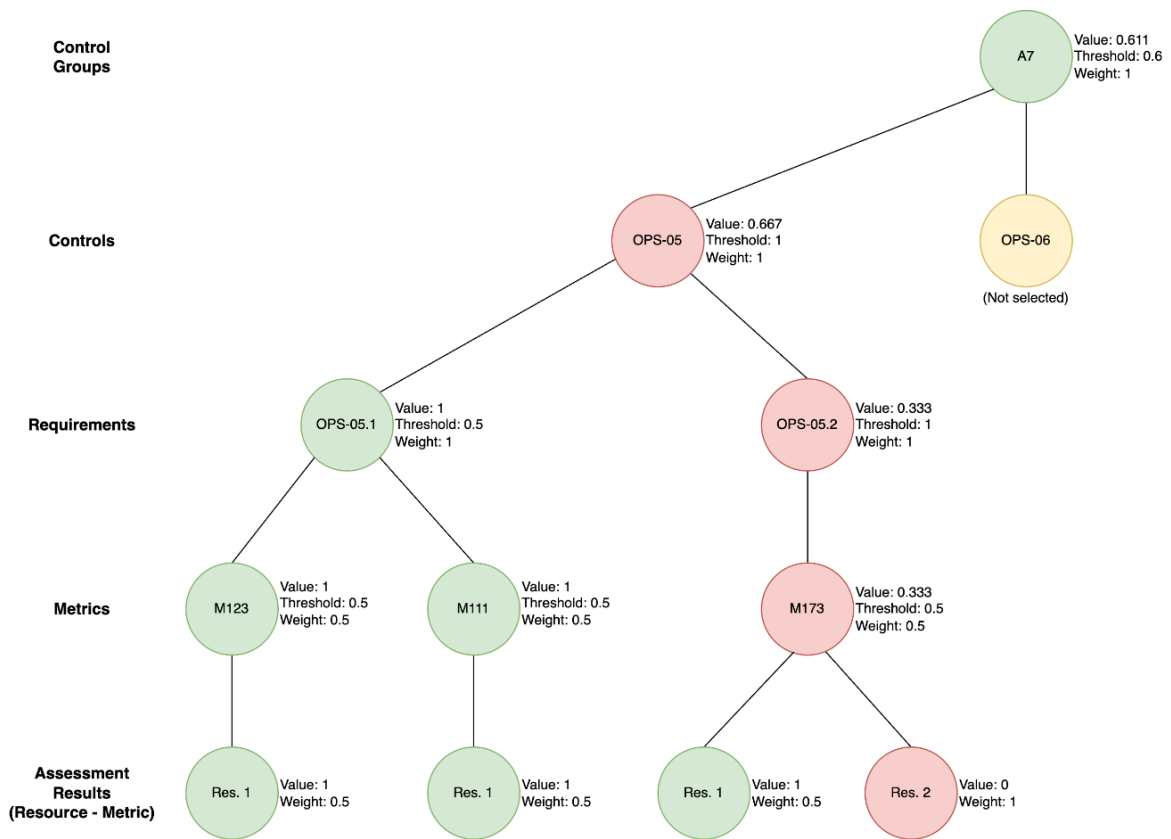 Control
Groups
A7
Value: 0.611
Threshold: 0.6
Weight: 1
Controls
OPS-05
Value: 0.667
Threshold: 1
Weight: 1
OPS-06
(Not selected)
Requirements
OPS-05.1
Value: 1
Threshold: 0.5
Weight: 1
OPS-05.2
Value: 0.333
Threshold: 1
Weight: 1
Metrics
M123
Value: 1
Threshold: 0.5
Weight: 0.5
M111
Value: 1
Threshold: 0.5
Weight: 0.5
M173
Value: 0.333
Threshold: 0.5
Weight: 0.5
Assessment
Results
(Resource - Metric)
Res. 1
Value: 1
Weight: 0.5
Res. 1
Value: 1
Weight: 0.5
Res. 1
Value: 1
Weight: 0.5
Res. 2
Value: 0
Weight: 1